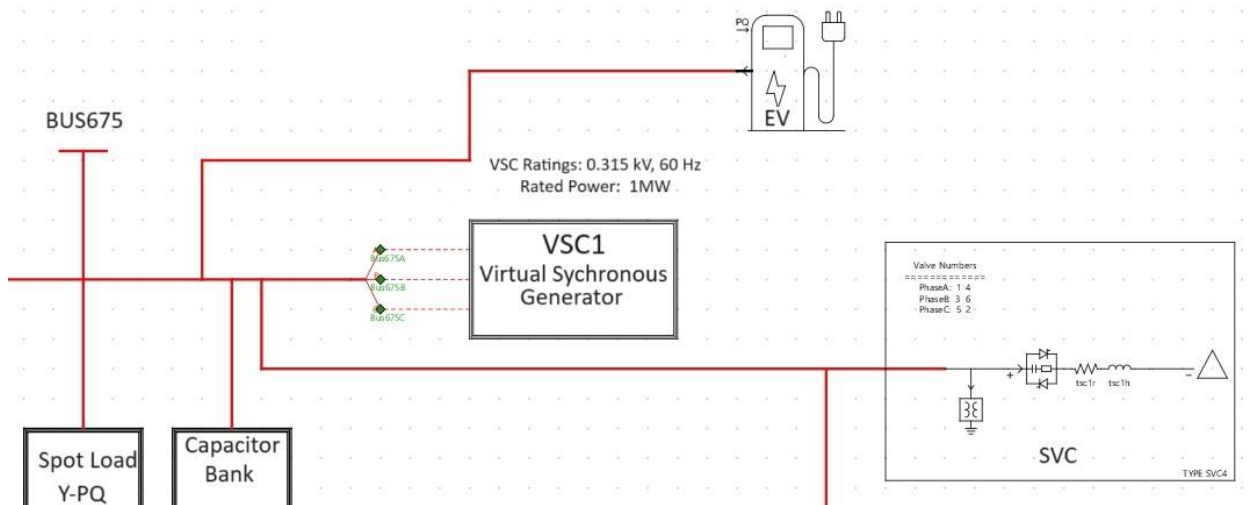 PQ
EV
BUS675
VSC Ratings: 0.315 kV, 60 Hz
Rated Power: 1MW
VSC1
Virtual Sychronous
Generator
A
Bus675A
B
Bus675B
C
Bus675C
Valve Numbers
=============
PhaseA: 1 4
PhaseB: 3 6
PhaseC: 5 2
+
tsc1r
tsc1h
-
SVC
TYPE SVC4
Spot Load
Y-PQ
Capacitor
Bank